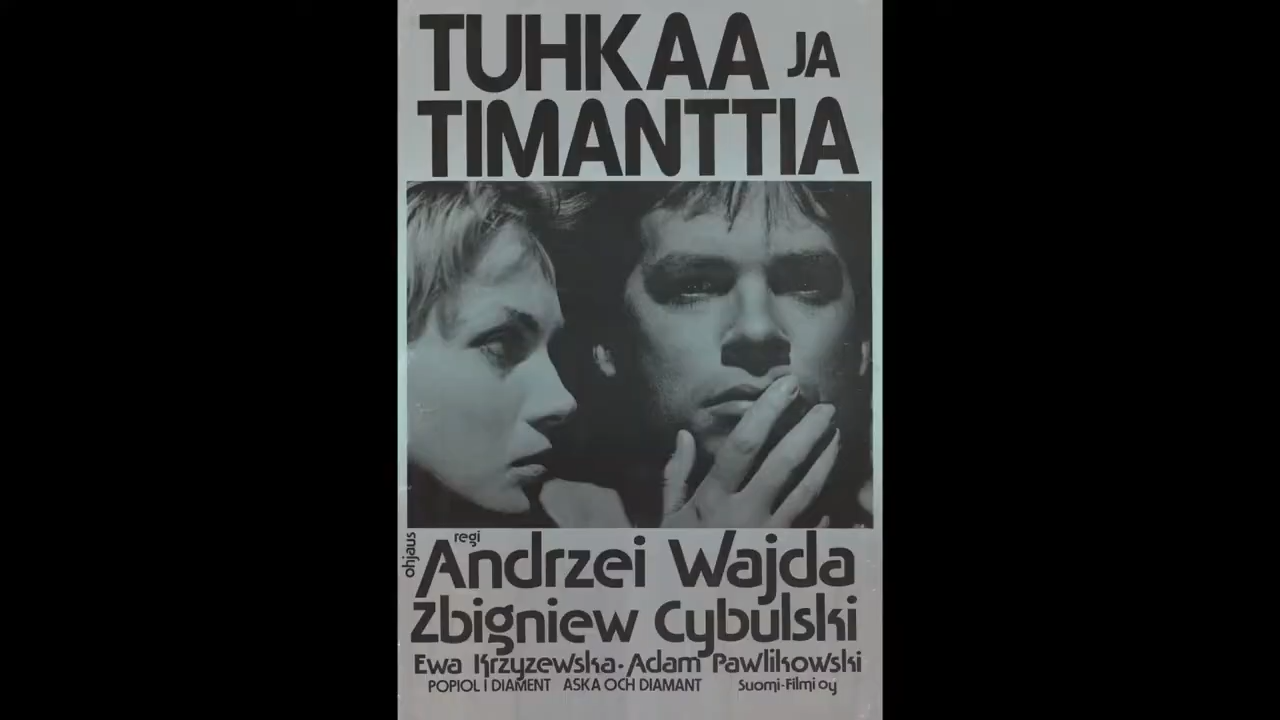 TUHKAA JA
TIMANTTIA
ohjaus
regi
Andrzei Wajda
Zbigniew Cybulski
Ewa Krzyzewska • Adam Pawlikowski
POPIOL I DIAMENT ASKA OCH DIAMANT Suomi-Filmi oy